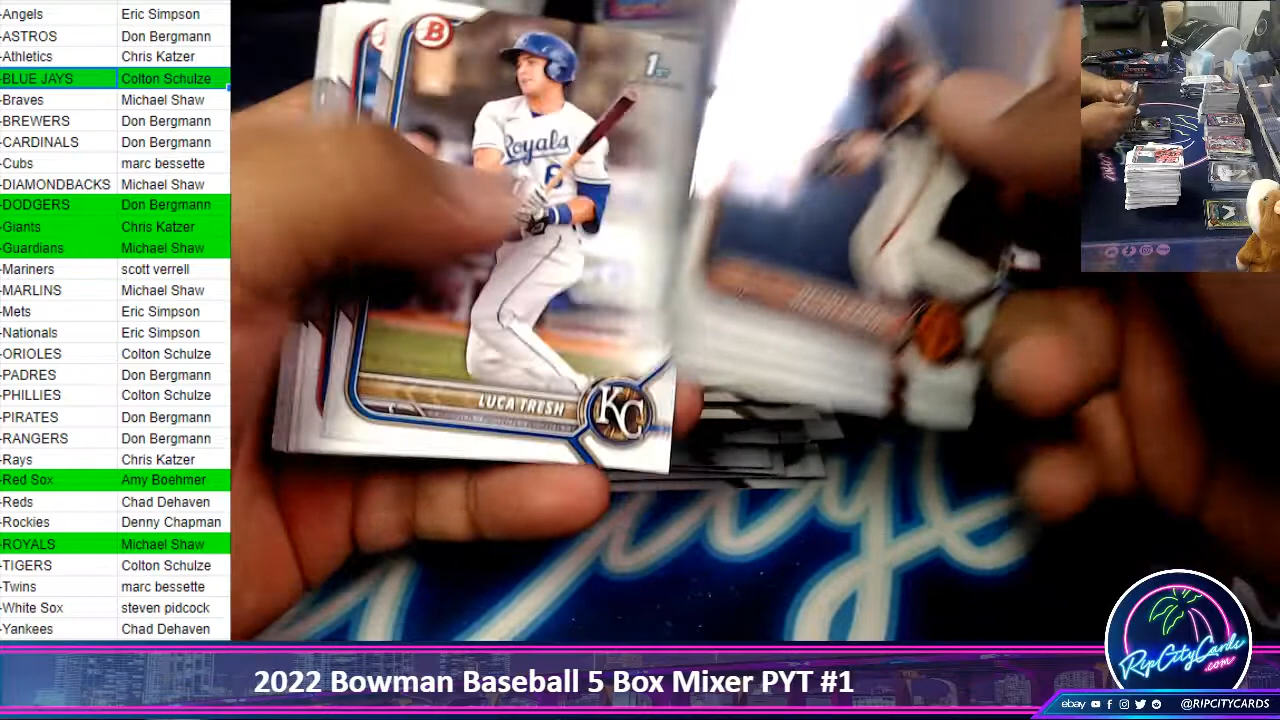 -Angels Eric Simpson
-ASTROS Don Bergmann
-Athletics Chris Katzer
-BLUE JAYS Colton Schulze
-Braves Michael Shaw
-BREWERS Don Bergmann
-CARDINALS Don Bergmann
-Cubs marc bessette
-DIAMONDBACKS Michael Shaw
-DODGERS Don Bergmann
-Giants Chris Katzer
-Guardians Michael Shaw
-Mariners scott verrell
-MARLINS Michael Shaw
-Mets Eric Simpson
-Nationals Eric Simpson
-ORIOLES Colton Schulze
-PADRES Don Bergmann
-PHILLIES Colton Schulze
-PIRATES Don Bergmann
-RANGERS Don Bergmann
-Rays Chris Katzer
-Red Sox Amy Boehmer
-Reds Chad Dehaven
-Rockies Denny Chapman
-ROYALS Michael Shaw
-TIGERS Colton Schulze
-Twins marc bessette
-White Sox steven pidcock
-Yankees Chad Dehaven
B
1ST
Royals
6
LUCA TRESH
KC
RipCityCards
.com
2022 Bowman Baseball 5 Box Mixer PYT #1
ebay @RIPCITYCARDS